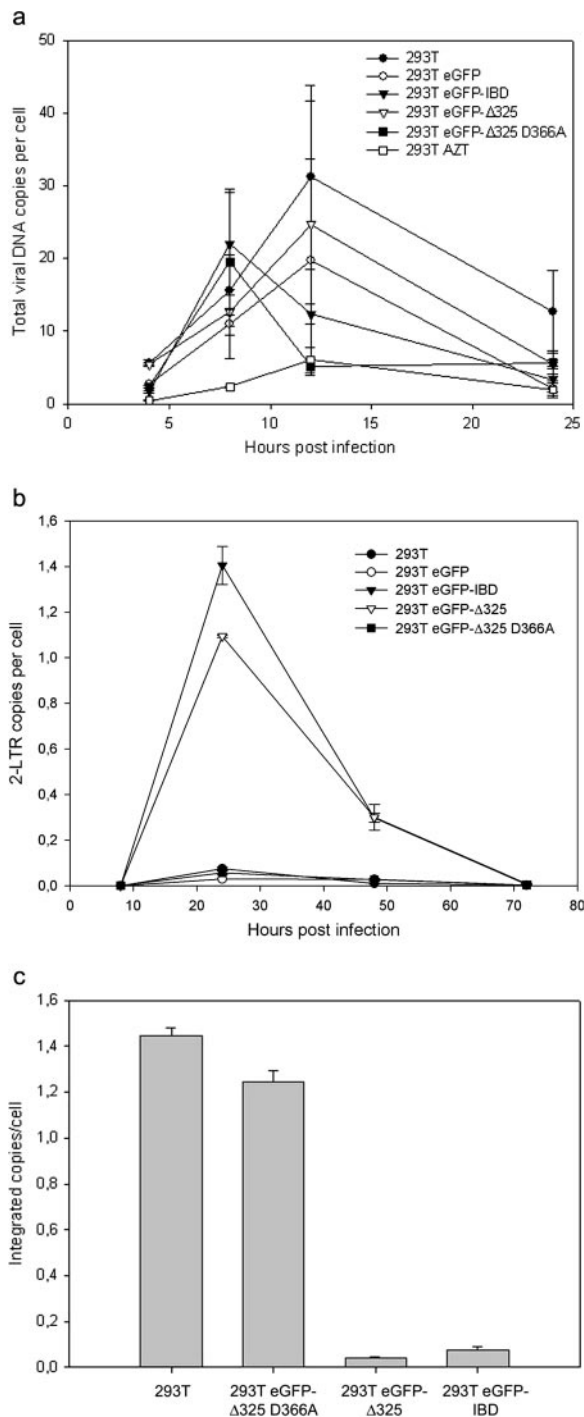 a
50
40
30
20
10
0
Total viral DNA copies per cell
293T
293T eGFP
293T eGFP-IBD
293T eGFP-Δ325
293T eGFP-Δ325 D366A
293T AZT
0 5 10 15 20 25
Hours post infection
b
1,6
1,4
1,2
1,0
0,8
0,6
0,4
0,2
0,0
2-LTR copies per cell
293T
293T eGFP
293T eGFP-IBD
293T eGFP-Δ325
293T eGFP-Δ325 D366A
0 10 20 30 40 50 60 70 80
Hours post infection
c
1,6
1,4
1,2
1,0
0,8
0,6
0,4
0,2
0,0
Integrated copies/cell
293T
293T eGFP-
Δ325 D366A
293T eGFP-
Δ325
293T eGFP-
IBD